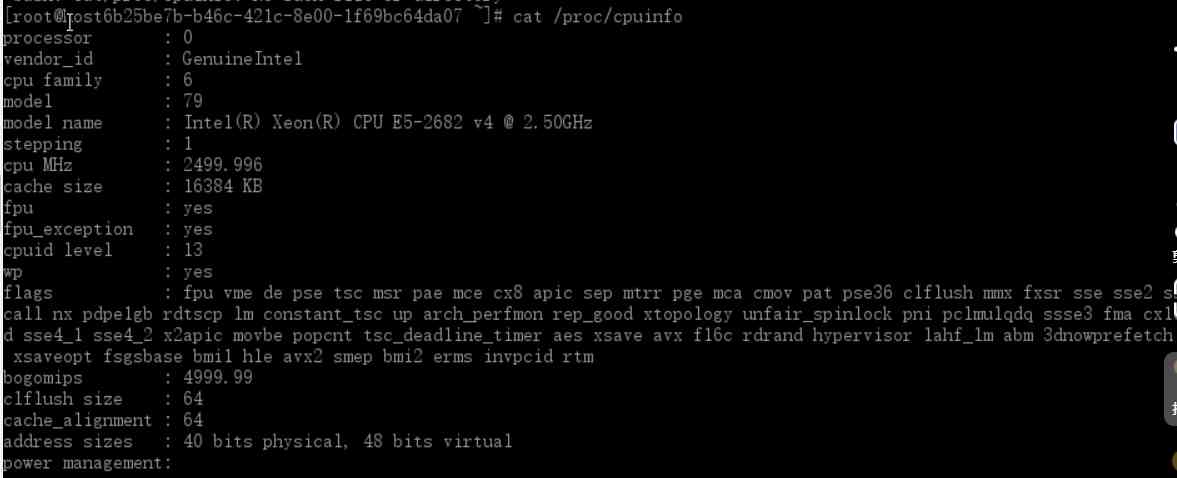 [root@host6b25be7b-b46c-421c-8e00-1f69bc64da07 ~]# cat /proc/cpuinfo
processor : 0
vendor_id : GenuineIntel
cpu family : 6
model : 79
model name : Intel(R) Xeon(R) CPU E5-2682 v4 @ 2.50GHz
stepping : 1
cpu MHz : 2499.996
cache size : 16384 KB
fpu : yes
fpu_exception : yes
cpuid level : 13
wp : yes
flags : fpu vme de pse tsc msr pae mce cx8 apic sep mtrr pge mca cmov pat pse36 clflush mmx fxsr sse sse2 s
call nx pdpe1gb rdtscp lm constant_tsc up arch_perfmon rep_good xtopology unfair_spinlock pni pclmulqdq ssse3 fma cx1
d sse4_1 sse4_2 x2apic movbe popcnt tsc_deadline_timer aes xsave avx f16c rdrand hypervisor lahf_lm abm 3dnowprefetch
xsaveopt fsgsbase bmi1 hle avx2 smep bmi2 erms invpcid rtm
bogomips : 4999.99
clflush size : 64
cache_alignment : 64
address sizes : 40 bits physical, 48 bits virtual
power management: